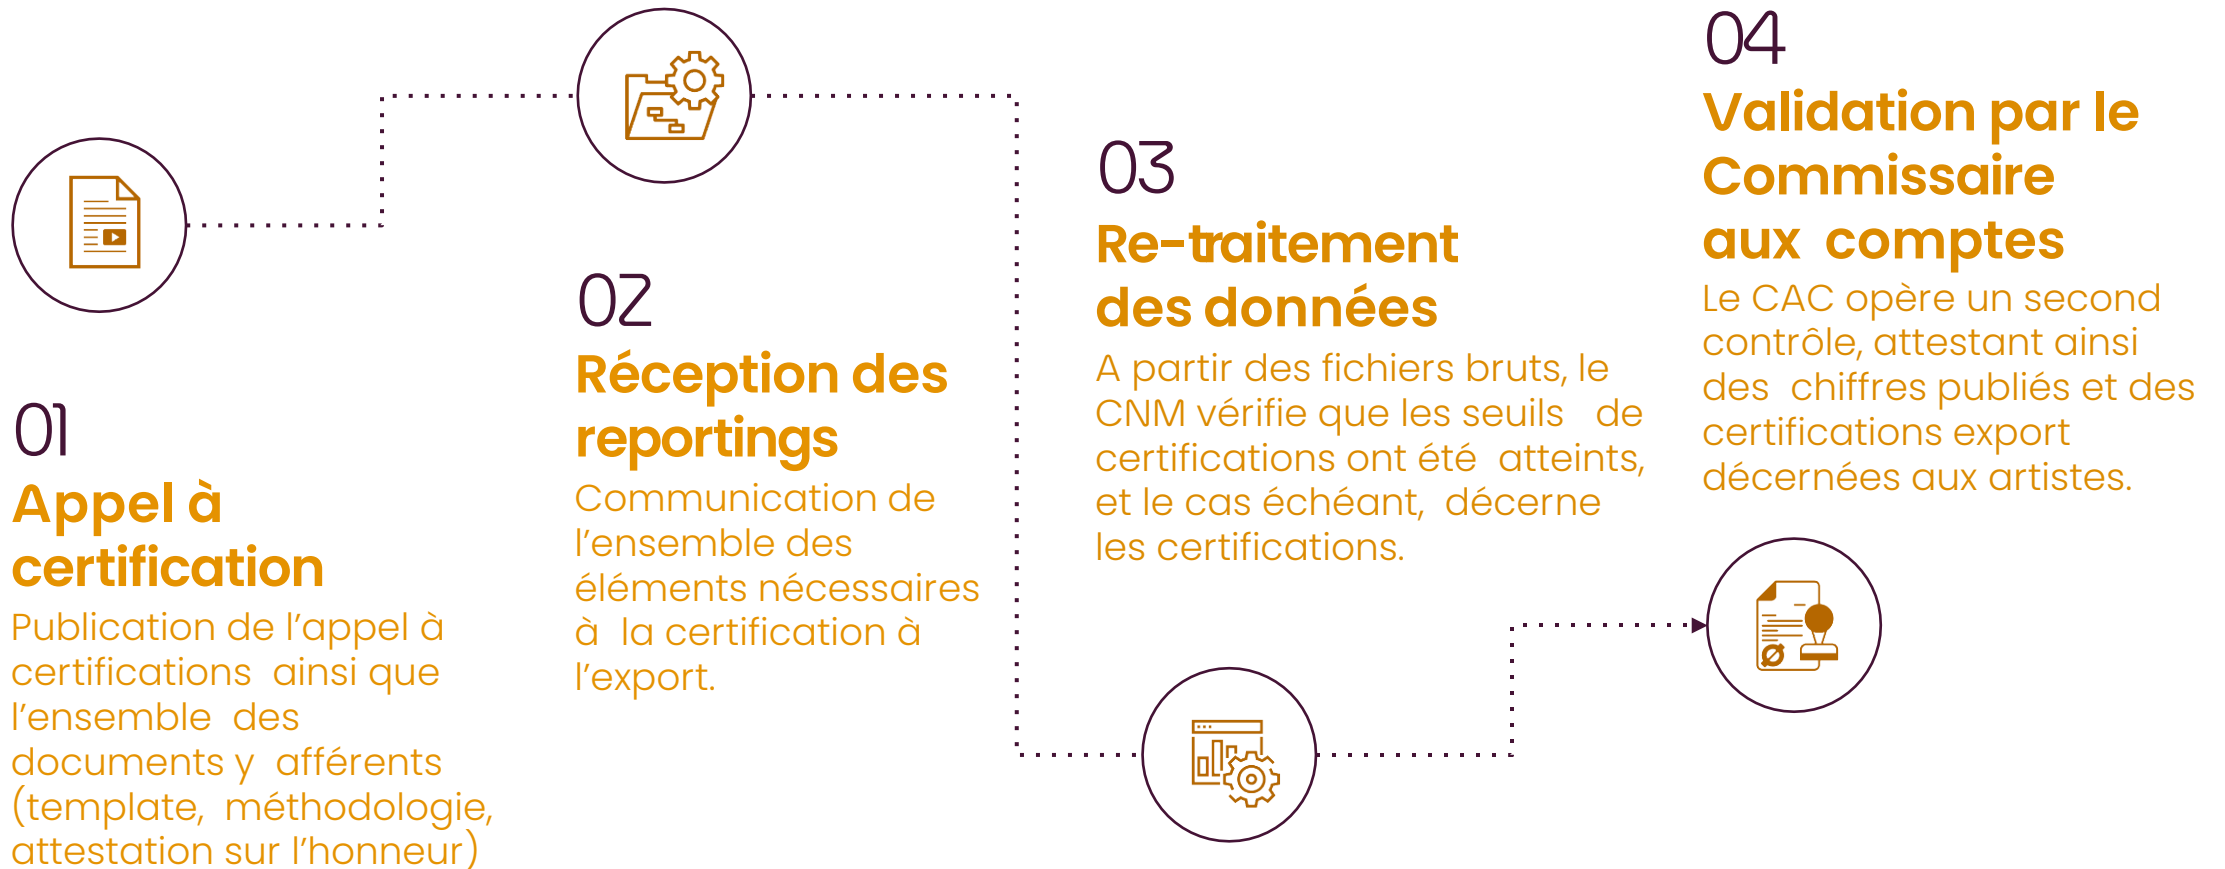 01
Appel à
certification
Publication de l’appel à
certifications ainsi que
l’ensemble des
documents y afférents
(template, méthodologie,
attestation sur l’honneur)
02
Réception des
reportings
Communication de
l’ensemble des
éléments nécessaires
à la certification à
l’export.
03
Re-traitement
des données
A partir des fichiers bruts, le
CNM vérifie que les seuils de
certifications ont été atteints,
et le cas échéant, décerne
les certifications.
04
Validation par le
Commissaire
aux comptes
Le CAC opère un second
contrôle, attestant ainsi
des chiffres publiés et des
certifications export
décernées aux artistes.